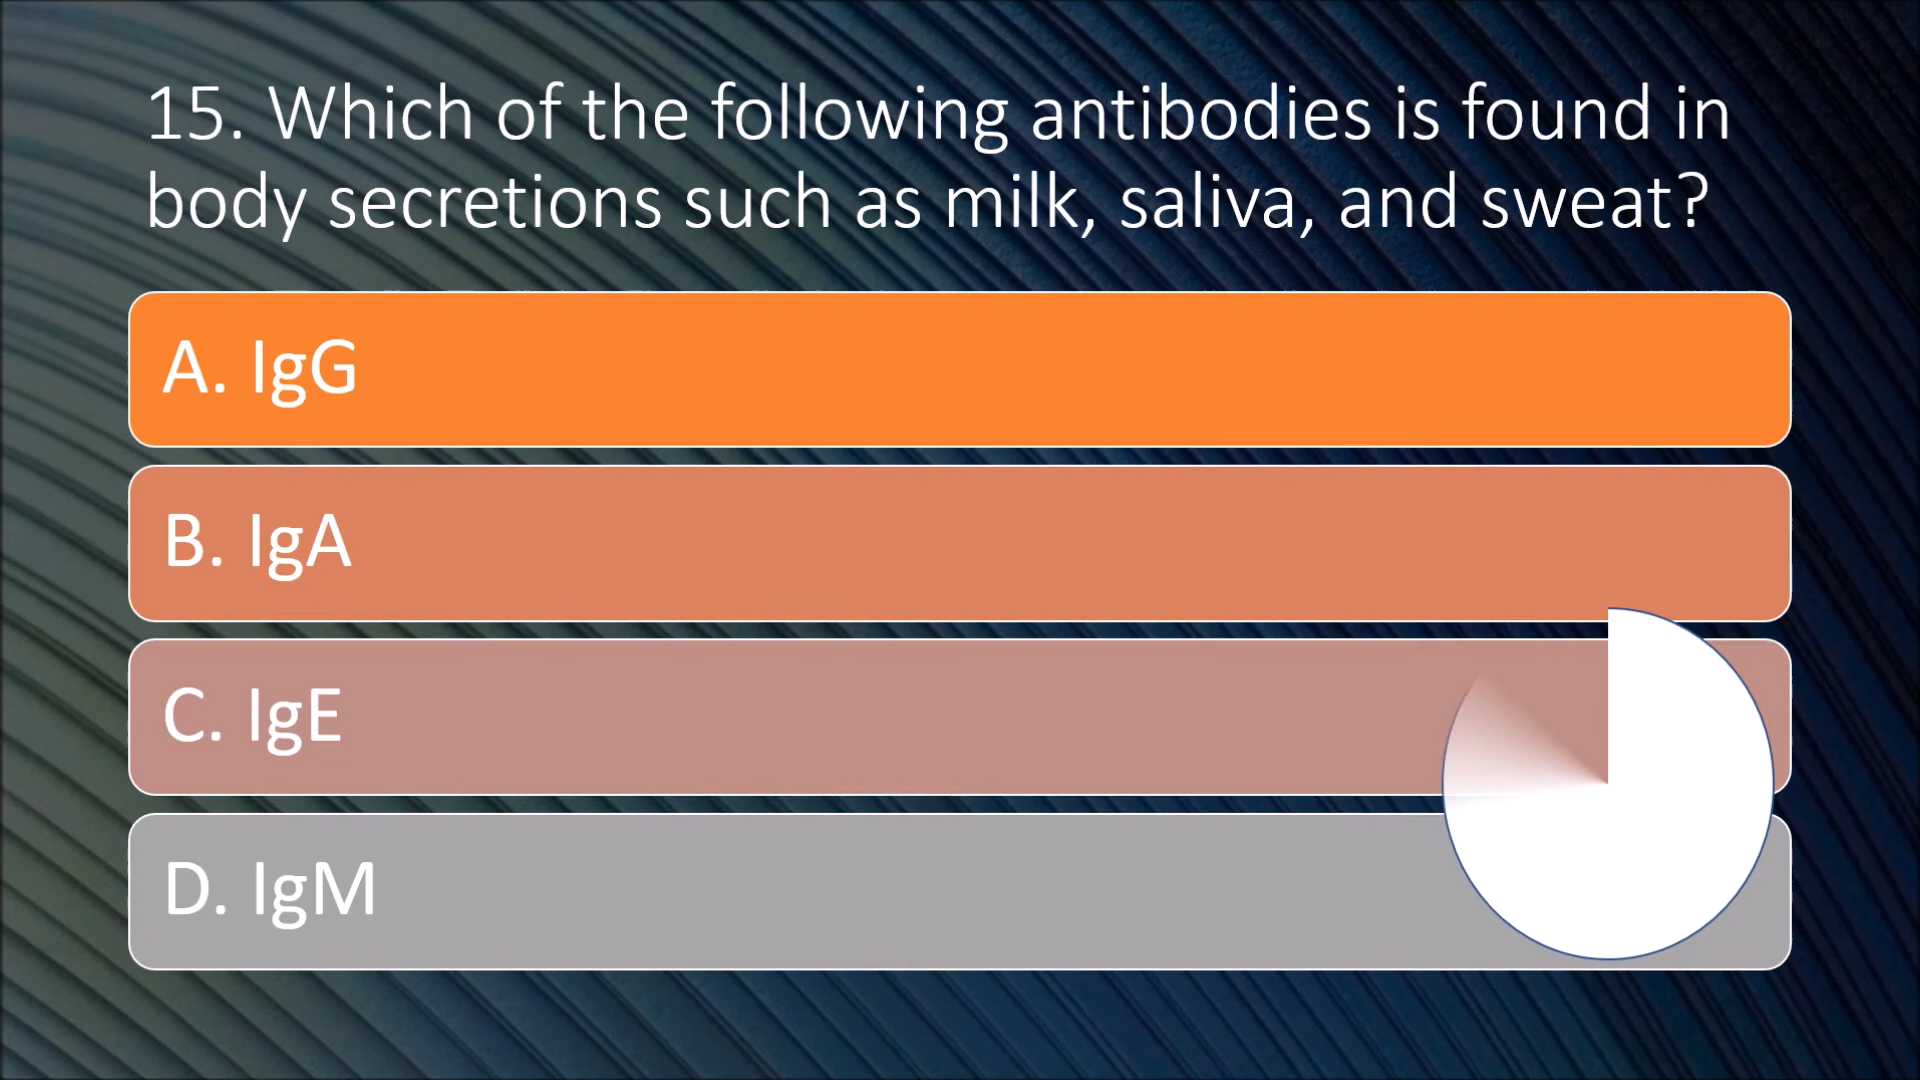 15. Which of the following antibodies is found in
body secretions such as milk, saliva, and sweat?
A. IgG
B. IgA
C. IgE
D. IgM